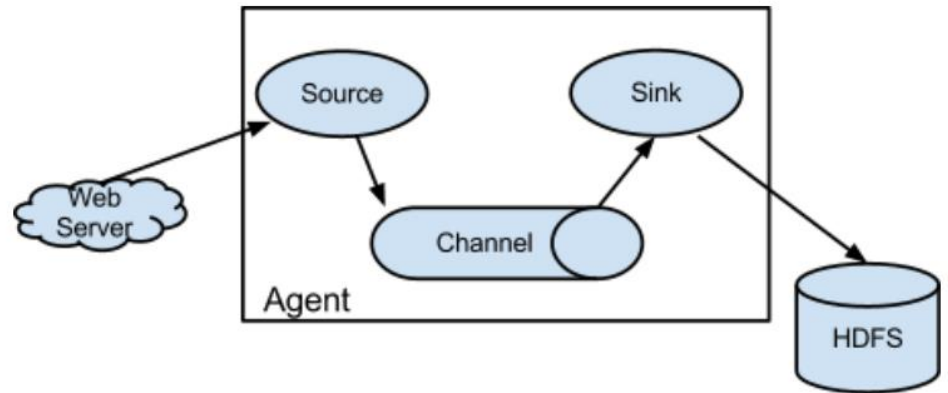 Source
Sink
Web
Server
Channel
Agent
HDFS